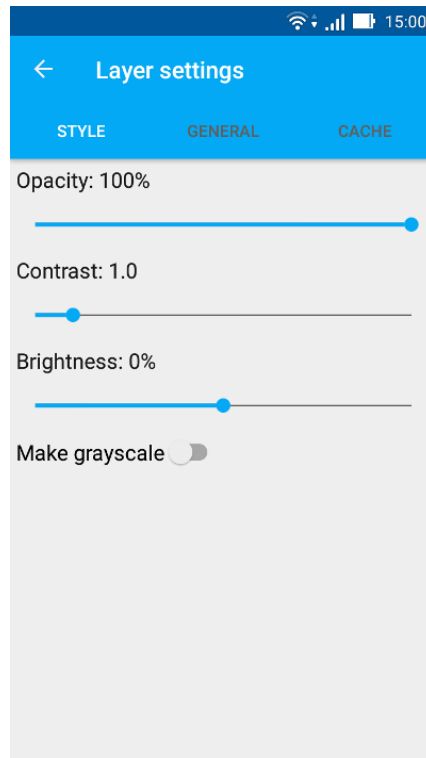 15:00
Layer settings
STYLE GENERAL CACHE
Opacity: 100%
Contrast: 1.0
Brightness: 0%
Make grayscale